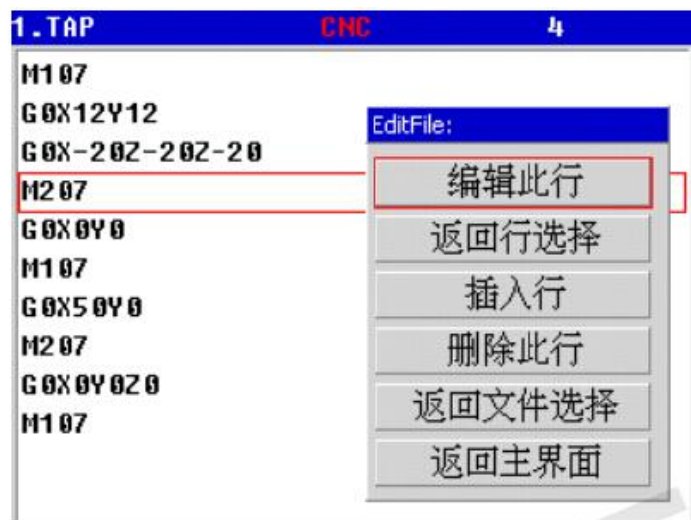 1.TAP CNC 4
M107
G0X12Y12
G0X-20Z-20Z-20
M207
G0X0Y0
M107
G0X50Y0
M207
G0X0Y0Z0
M107
EditFile:
编辑此行
返回行选择
插入行
删除此行
返回文件选择
返回主界面